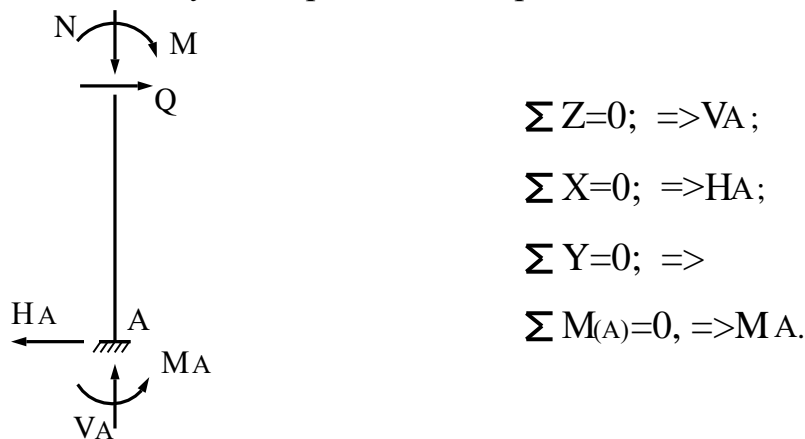 N
M
Q
Σ Z=0; =>VA;
Σ X=0; =>HA;
Σ Y=0; =>
Σ M(A)=0, =>MA.
HA
A
MA
VA